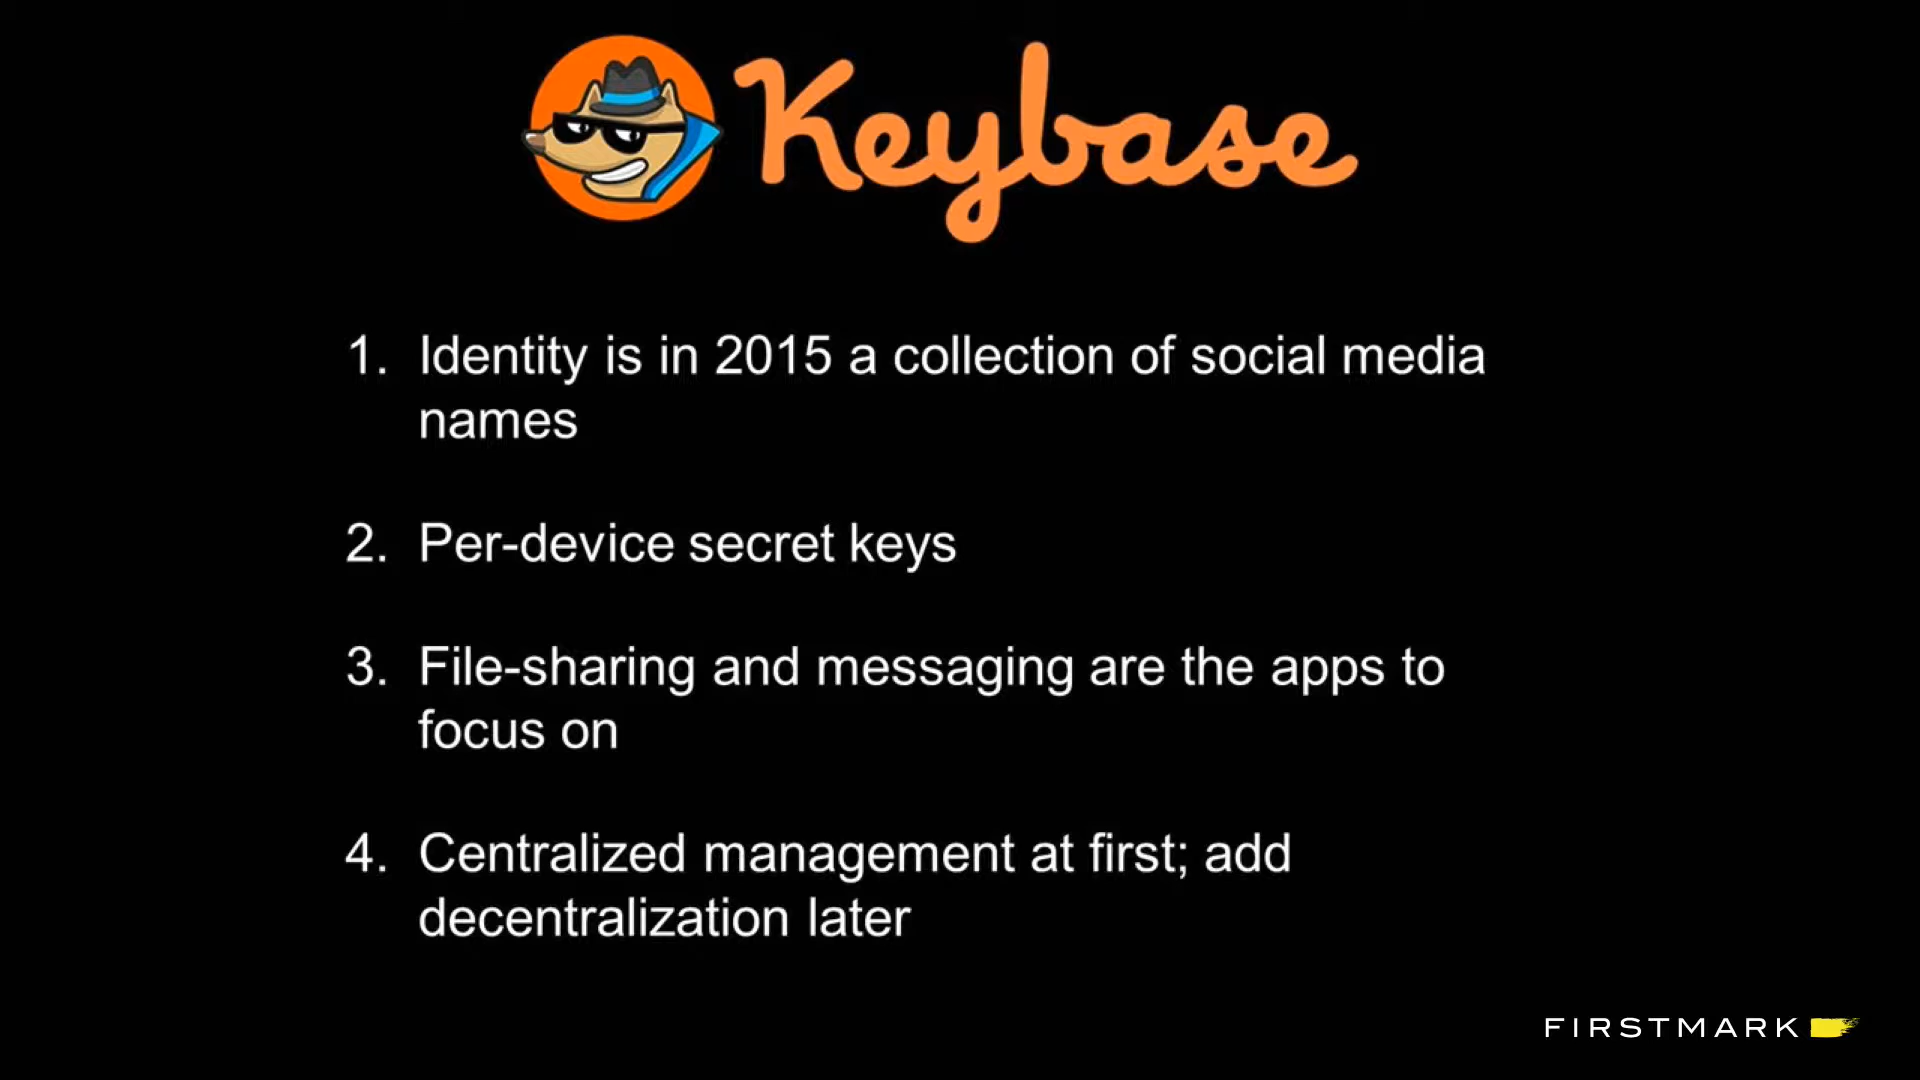 Keybase
1. Identity is in 2015 a collection of social media
names
2. Per-device secret keys
3. File-sharing and messaging are the apps to
focus on
4. Centralized management at first; add
decentralization later
FIRSTMARK